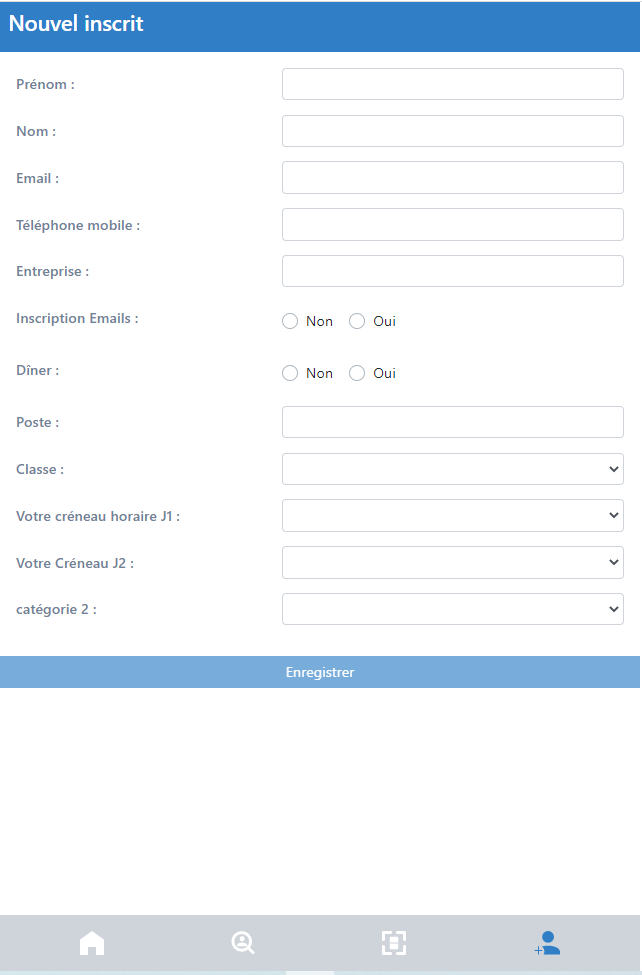 Nouvel inscrit
Prénom :
Nom :
Email :
Téléphone mobile :
Entreprise :
Inscription Emails : Non Oui
Dîner : Non Oui
Poste :
Classe :
Votre créneau horaire J1 :
Votre Créneau J2 :
catégorie 2 :
Enregistrer